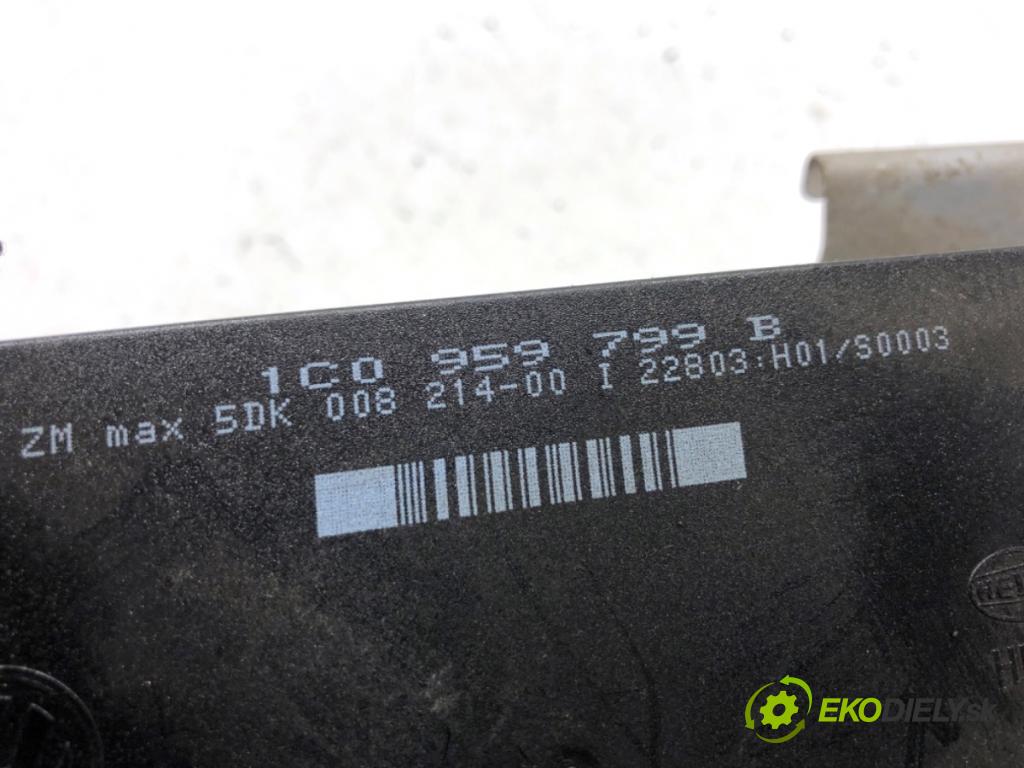 1C0 959 799 B
ZM max 5DK 008 214-00 I 22803:H01/S0003
EKODIELY.sk